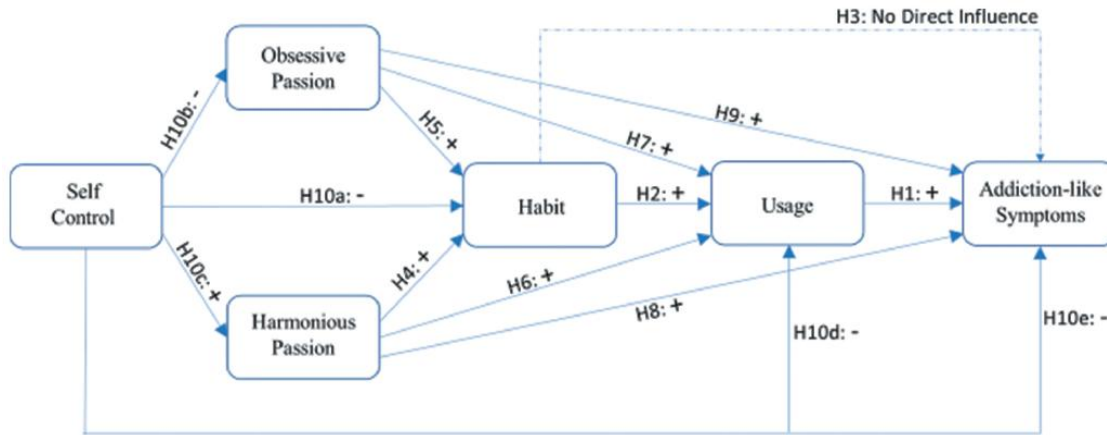 H3: No Direct Influence
Obsessive
Passion
H10b: -
H5: +
H7: +
H9: +
Self
Control
H10a: -
Habit
H2: +
Usage
H1: +
Addiction-like
Symptoms
H10c: +
H4: +
H6: +
H8: +
Harmonious
Passion
H10d: -
H10e: -